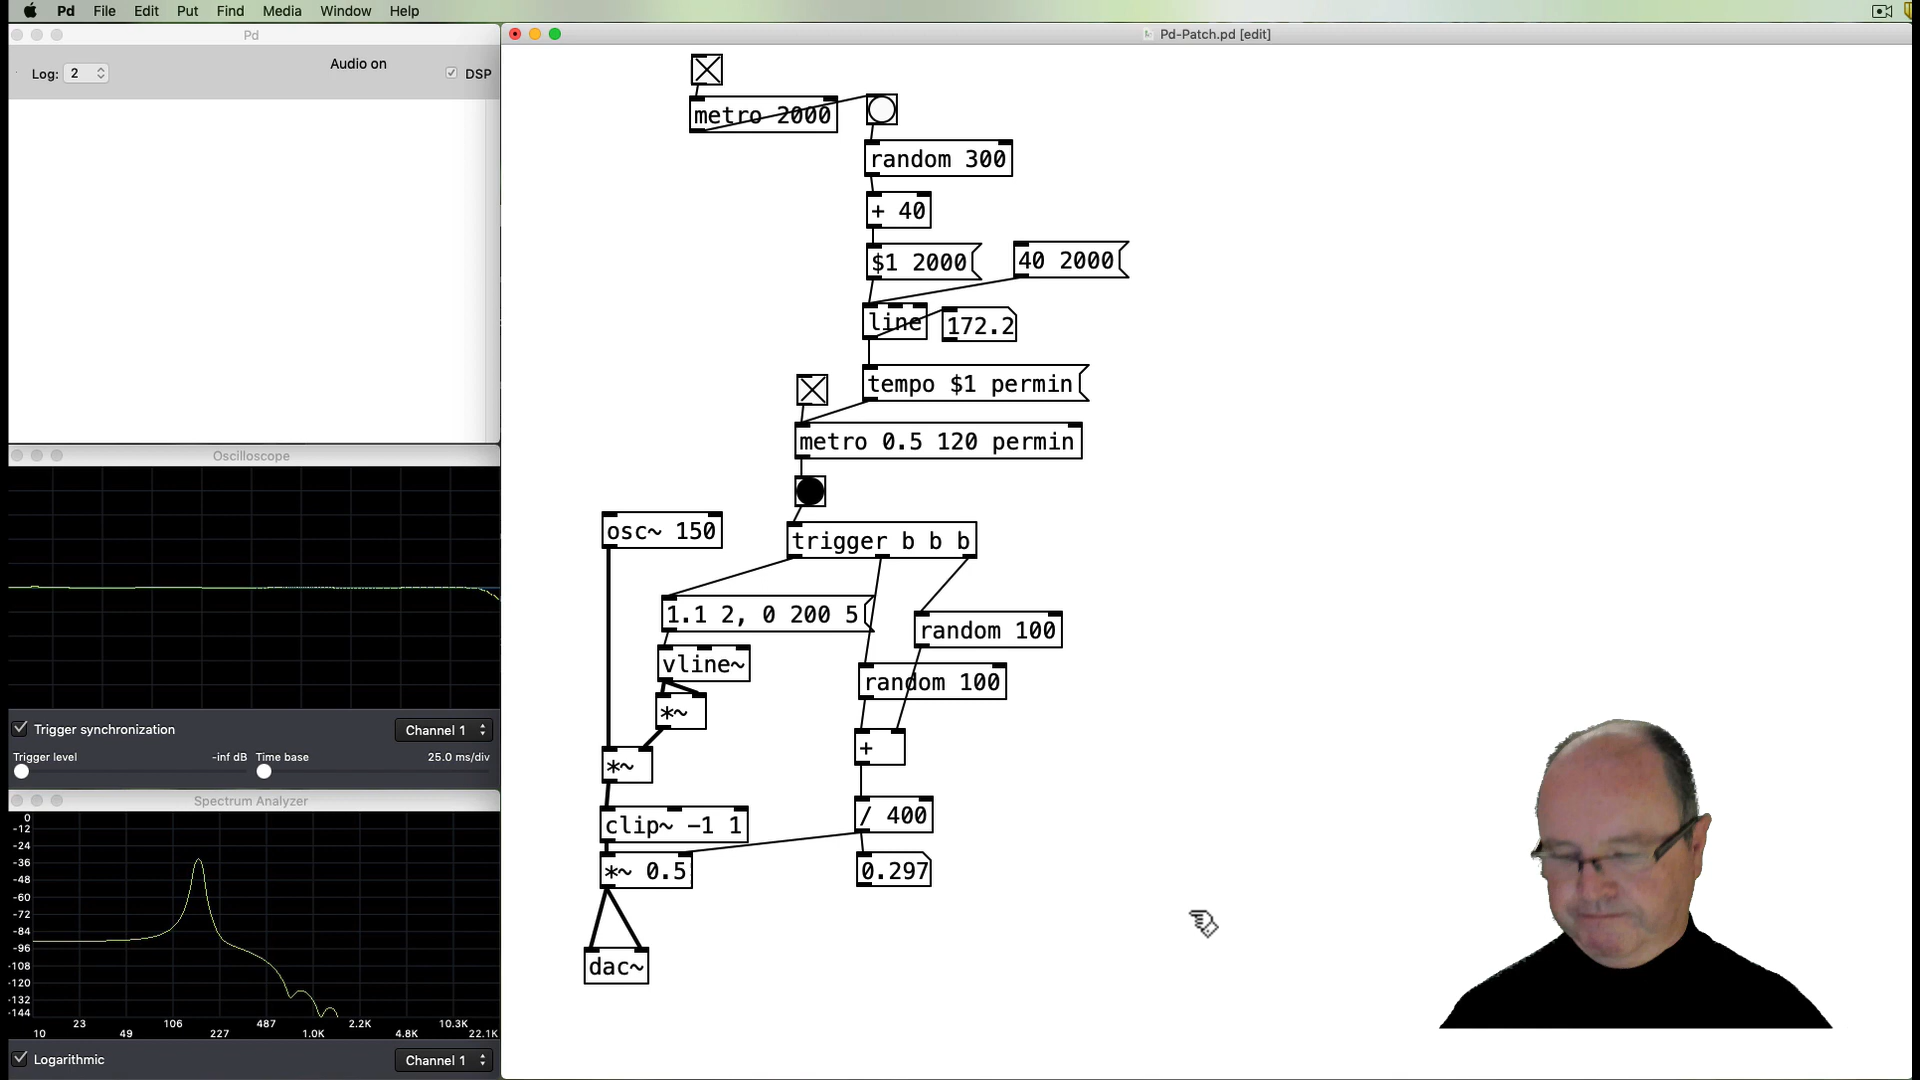 Pd File Edit Put Find Media Window Help
Pd
Log: 2
Audio on
DSP
Oscilloscope
Trigger synchronization
Channel 1
Trigger level
-inf dB
Time base
25.0 ms/div
Spectrum Analyzer
0
-12
-24
-36
-48
-60
-72
-84
-96
-108
-120
-132
-144
10 23 49 106 227 487 1.0K 2.2K 4.8K 10.3K 22.1K
Logarithmic
Channel 1
Pd-Patch.pd [edit]
metro 2000
random 300
+ 40
$1 2000
40 2000
line
172.2
tempo $1 permin
metro 0.5 120 permin
osc~ 150
trigger b b b
1.1 2, 0 200 5
random 100
vline~
random 100
*~
+
*~
/ 400
clip~ -1 1
*~ 0.5
0.297
dac~